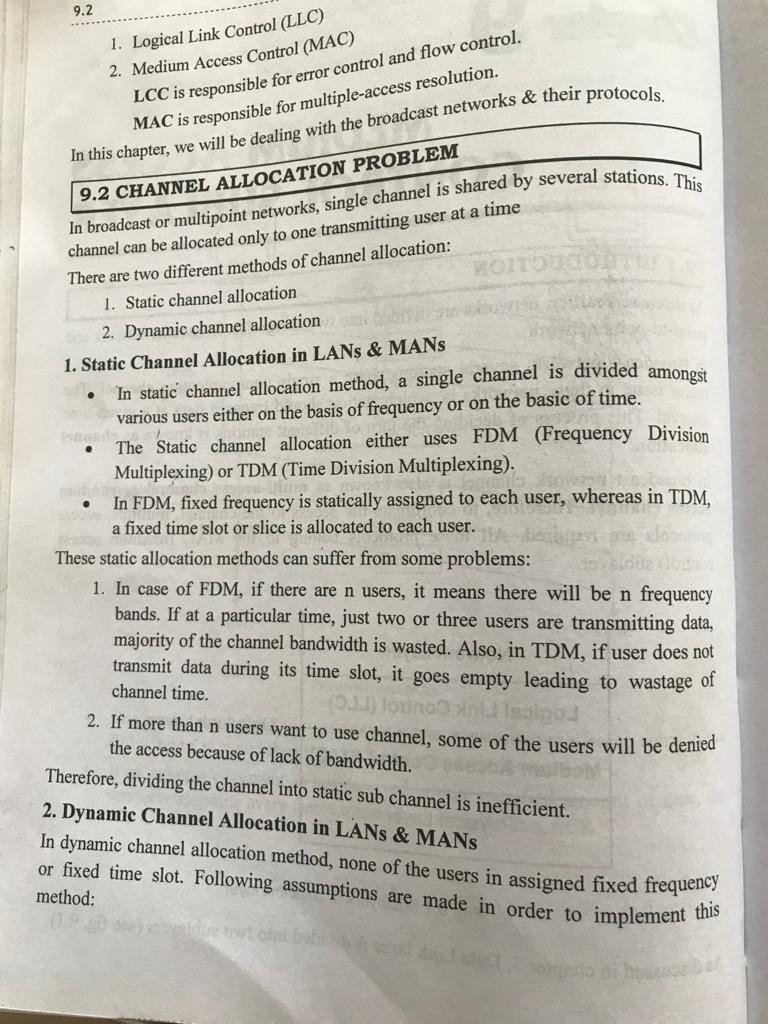 9.2
1. Logical Link Control (LLC)
2. Medium Access Control (MAC)
LCC is responsible for error control and flow control.
MAC is responsible for multiple-access resolution.
In this chapter, we will be dealing with the broadcast networks & their protocols.
9.2 CHANNEL ALLOCATION PROBLEM
In broadcast or multipoint networks, single channel is shared by several stations. This
channel can be allocated only to one transmitting user at a time
There are two different methods of channel allocation:
1. Static channel allocation
2. Dynamic channel allocation
1. Static Channel Allocation in LANs & MANs
• In static channel allocation method, a single channel is divided amongst
various users either on the basis of frequency or on the basic of time.
• The Static channel allocation either uses FDM (Frequency Division
Multiplexing) or TDM (Time Division Multiplexing).
• In FDM, fixed frequency is statically assigned to each user, whereas in TDM,
a fixed time slot or slice is allocated to each user.
These static allocation methods can suffer from some problems:
1. In case of FDM, if there are n users, it means there will be n frequency
bands. If at a particular time, just two or three users are transmitting data,
majority of the channel bandwidth is wasted. Also, in TDM, if user does not
transmit data during its time slot, it goes empty leading to wastage of
channel time.
2. If more than n users want to use channel, some of the users will be denied
the access because of lack of bandwidth.
Therefore, dividing the channel into static sub channel is inefficient.
2. Dynamic Channel Allocation in LANs & MANs
In dynamic channel allocation method, none of the users in assigned fixed frequency
or fixed time slot. Following assumptions are made in order to implement this
method: